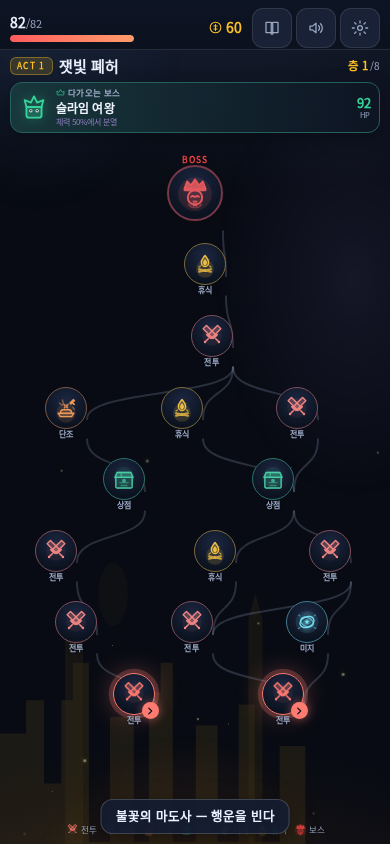 82/82
60
ACT 1 잿빛 폐허 층 1/8
다가오는 보스
슬라임 여왕
체력 50%에서 분열
92
HP
BOSS
휴식
전투
단조 휴식 전투
상점 상점
전투 휴식 전투
전투 전투 미지
전투 전투
불꽃의 마도사 — 행운을 빈다
전투 보스